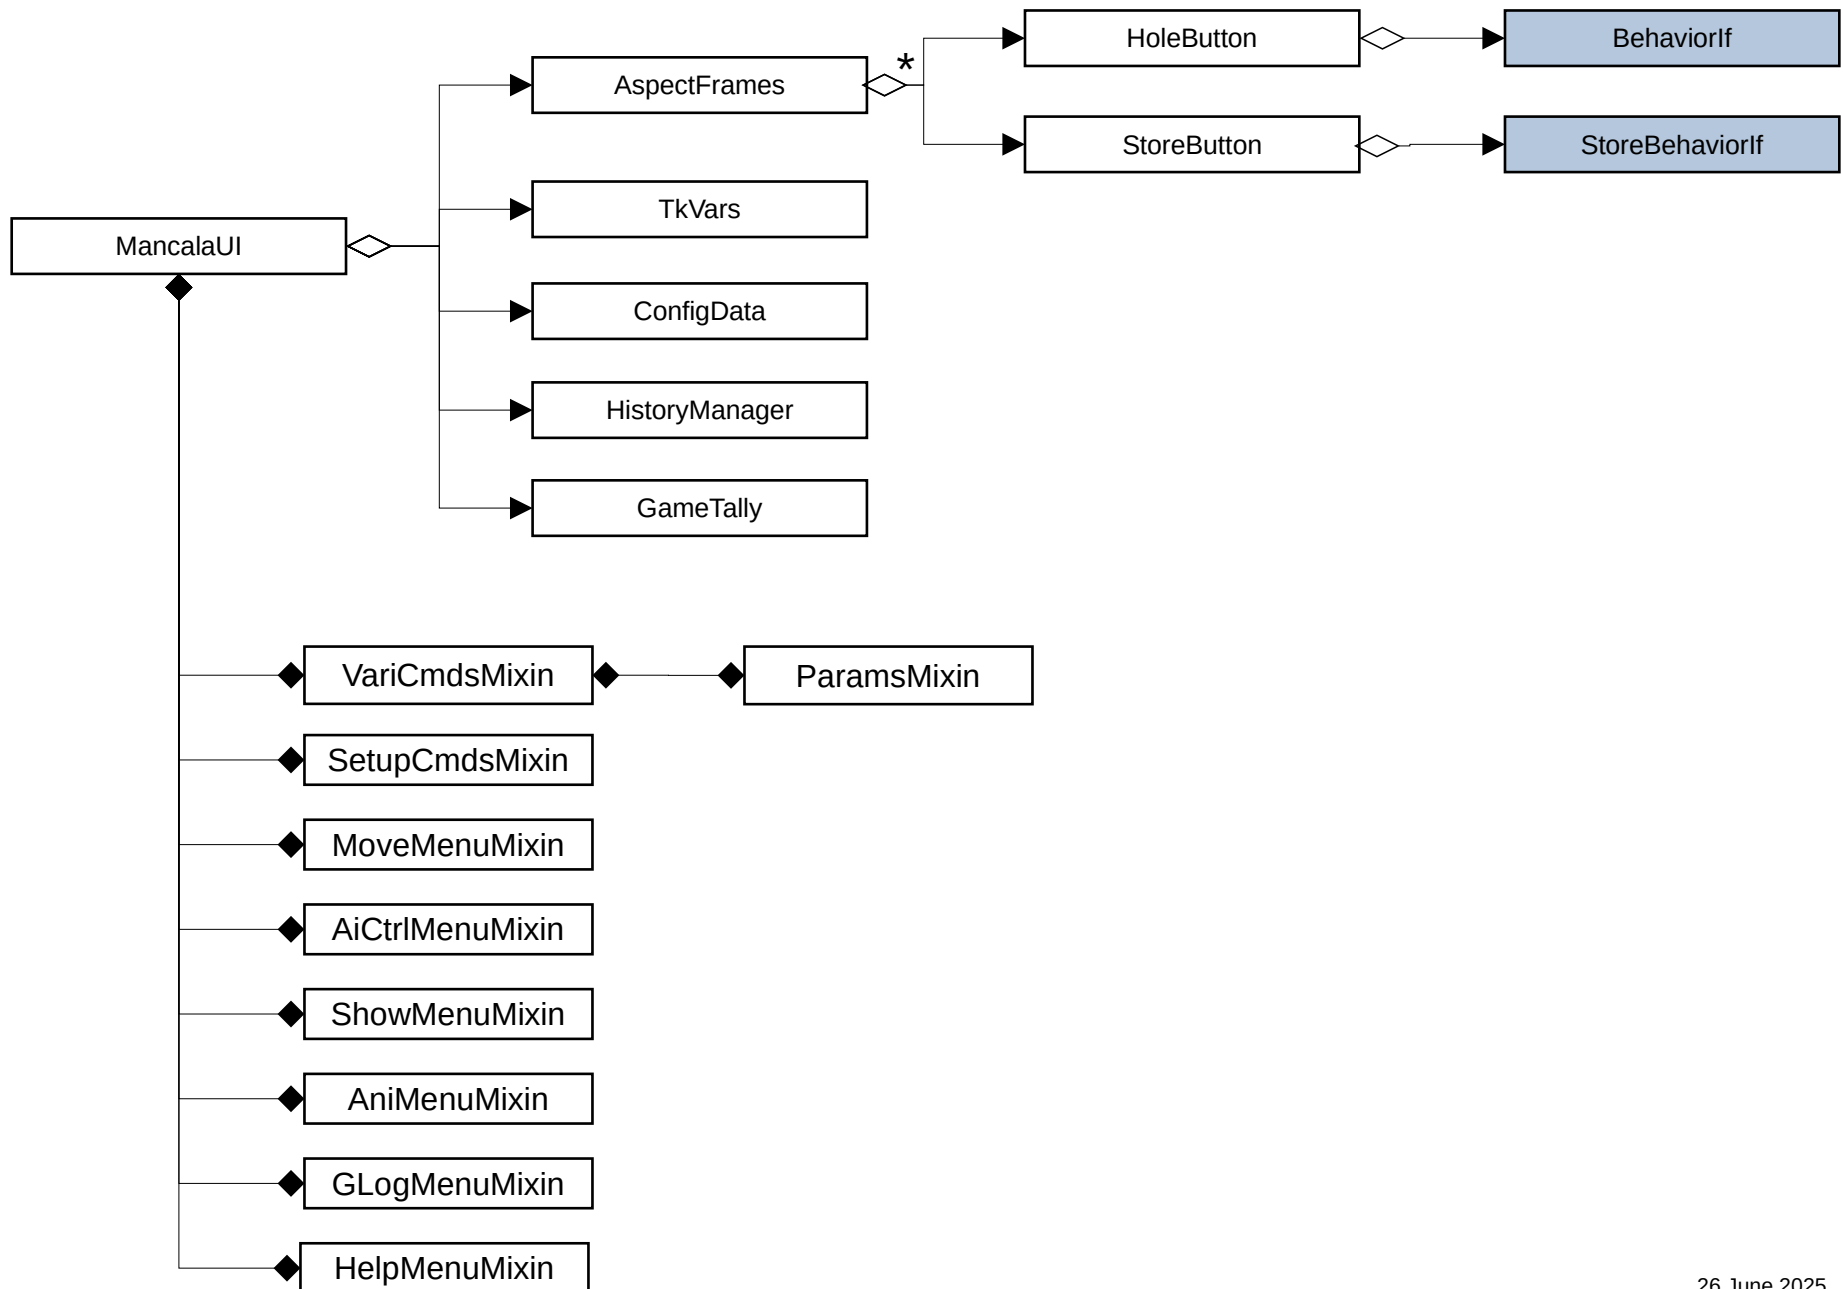 HoleButton
BehaviorIf
*
AspectFrames
StoreButton
StoreBehaviorIf
TkVars
MancalaUI
ConfigData
HistoryManager
GameTally
VariCmdsMixin
ParamsMixin
SetupCmdsMixin
MoveMenuMixin
AiCtrlMenuMixin
ShowMenuMixin
AniMenuMixin
GLogMenuMixin
HelpMenuMixin
26 June 2025